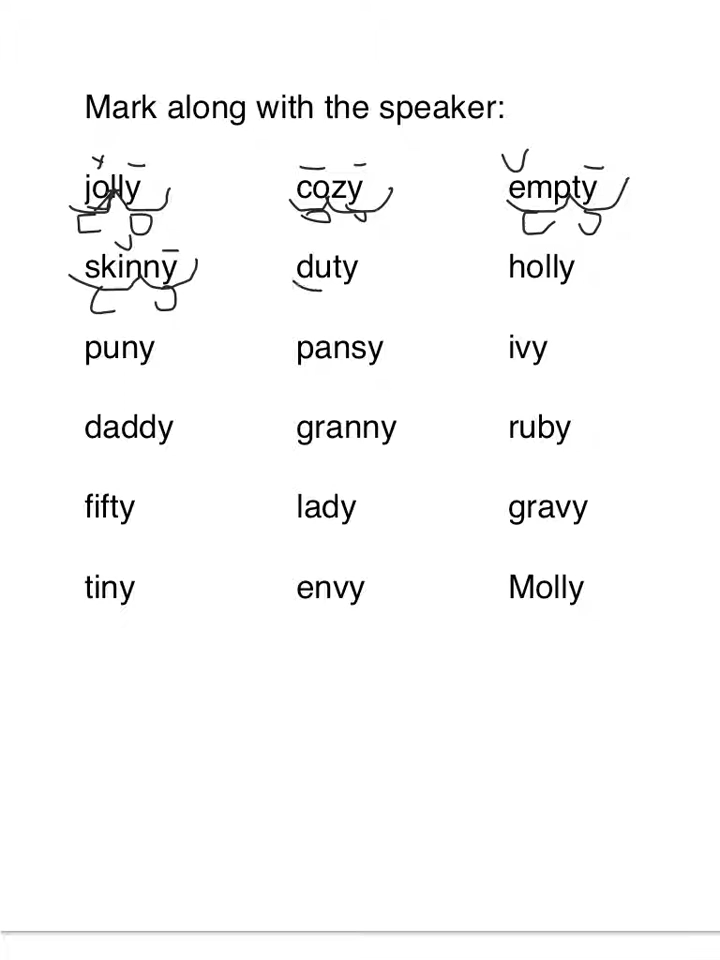 Mark along with the speaker:
jolly cozy empty
skinny duty holly
puny pansy ivy
daddy granny ruby
fifty lady gravy
tiny envy Molly